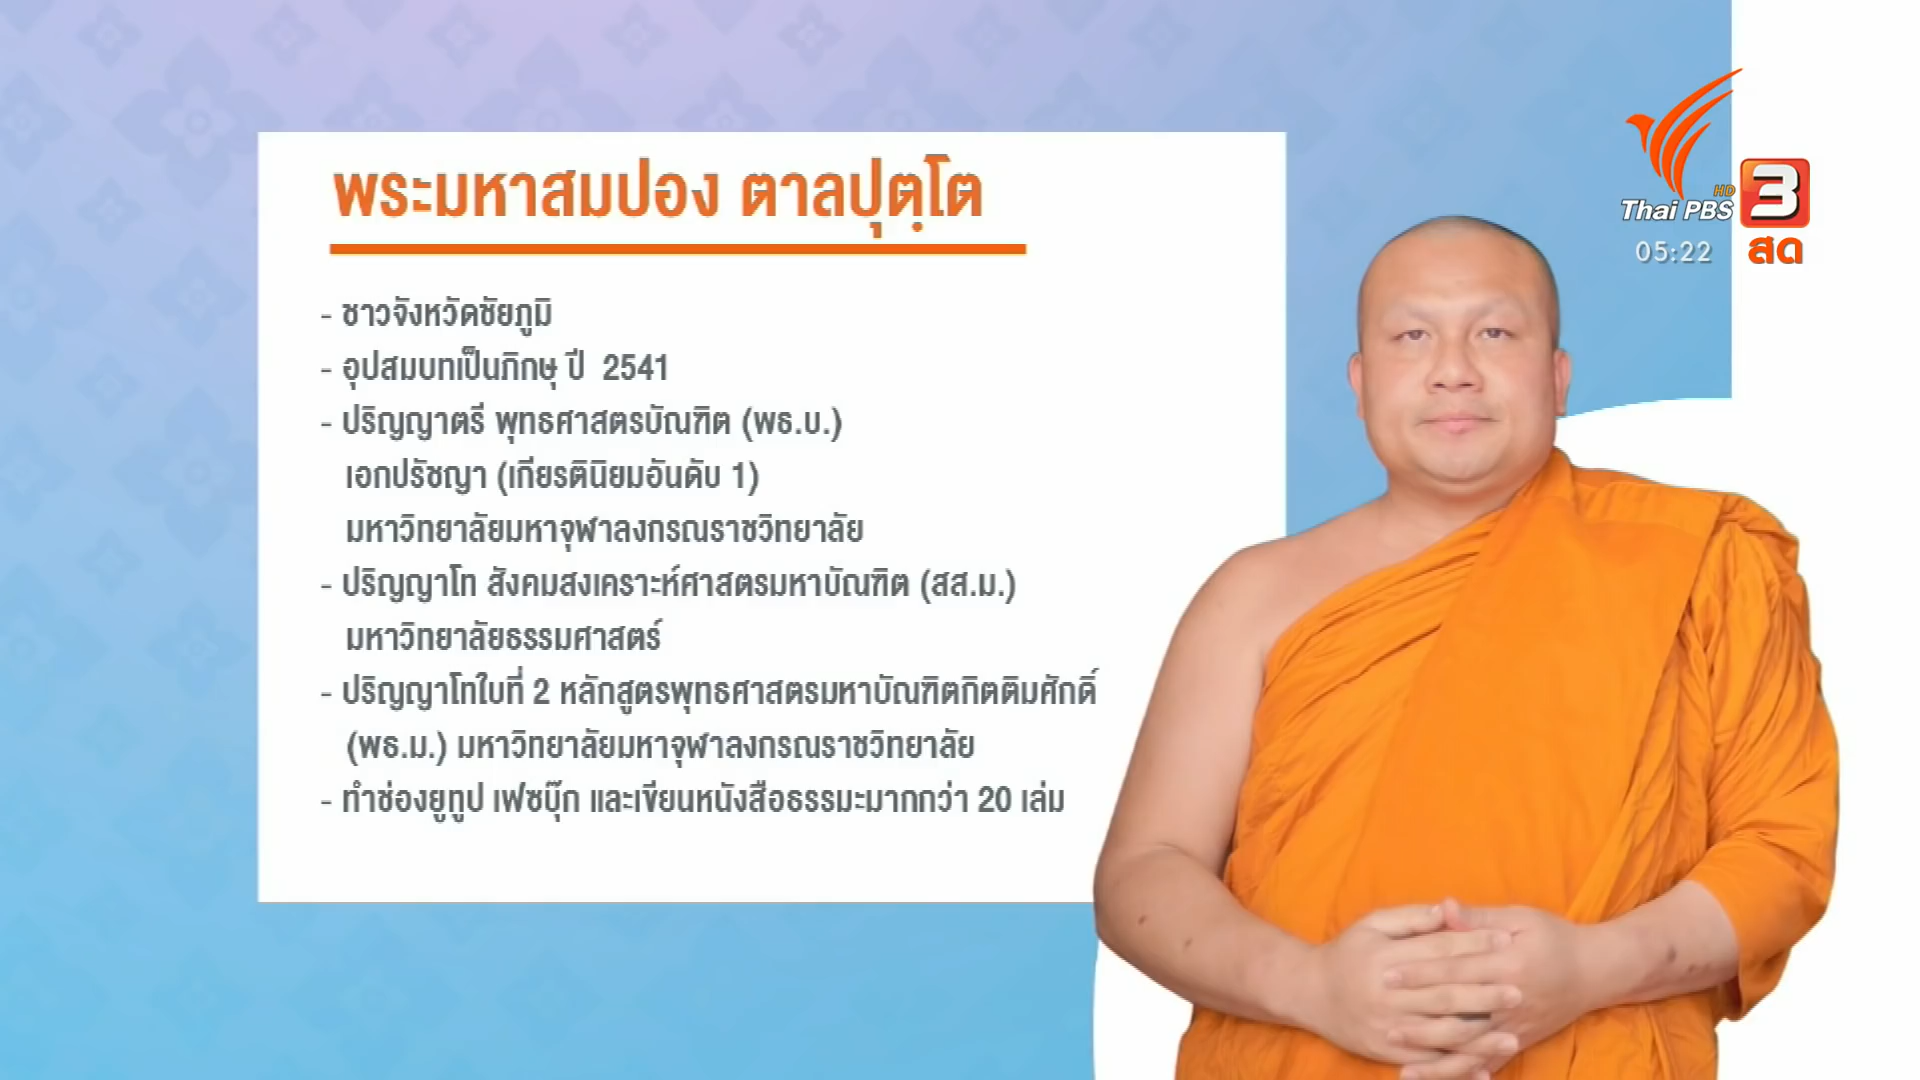 พระมหาสมปอง ตาลปุตฺโต
- ชาวจังหวัดชัยภูมิ
- อุปสมบทเป็นภิกษุ ปี 2541
- ปริญญาตรี พุทธศาสตรบัณฑิต (พธ.บ.)
เอกปรัชญา (เกียรตินิยมอันดับ 1)
มหาวิทยาลัยมหาจุฬาลงกรณราชวิทยาลัย
- ปริญญาโท สังคมสงเคราะห์ศาสตรมหาบัณฑิต (สส.ม.)
มหาวิทยาลัยธรรมศาสตร์
- ปริญญาโทใบที่ 2 หลักสูตรพุทธศาสตรมหาบัณฑิตกิตติมศักดิ์
(พธ.ม.) มหาวิทยาลัยมหาจุฬาลงกรณราชวิทยาลัย
- ทำช่องยูทูป เฟซบุ๊ก และเขียนหนังสือธรรมะมากกว่า 20 เล่ม
HD
Thai PBS 3
05:22 สด